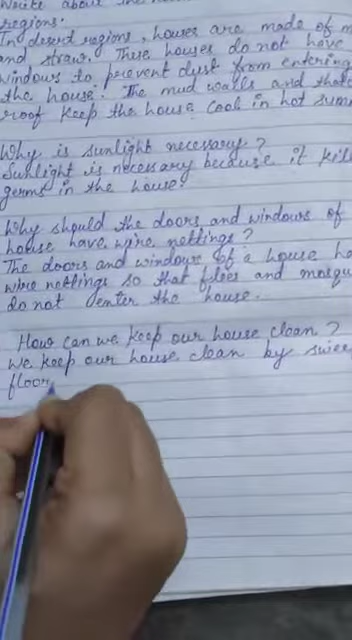 Write about the
regions.
In desert regions, houses are made of m
and straw. These houses do not have
windows to prevent dust from entering
the house. The mud walls and that
roof keep the house cool in hot sum
Why is sunlight necessary?
Sunlight is necessary because it kill
germs in the house.
Why should the doors and windows of
house have wire nettings?
The doors and windows of a house ha
wire nettings so that flies and mosqu
do not enter the house.
How can we keep our house clean?
We keep our house clean by swee
floor